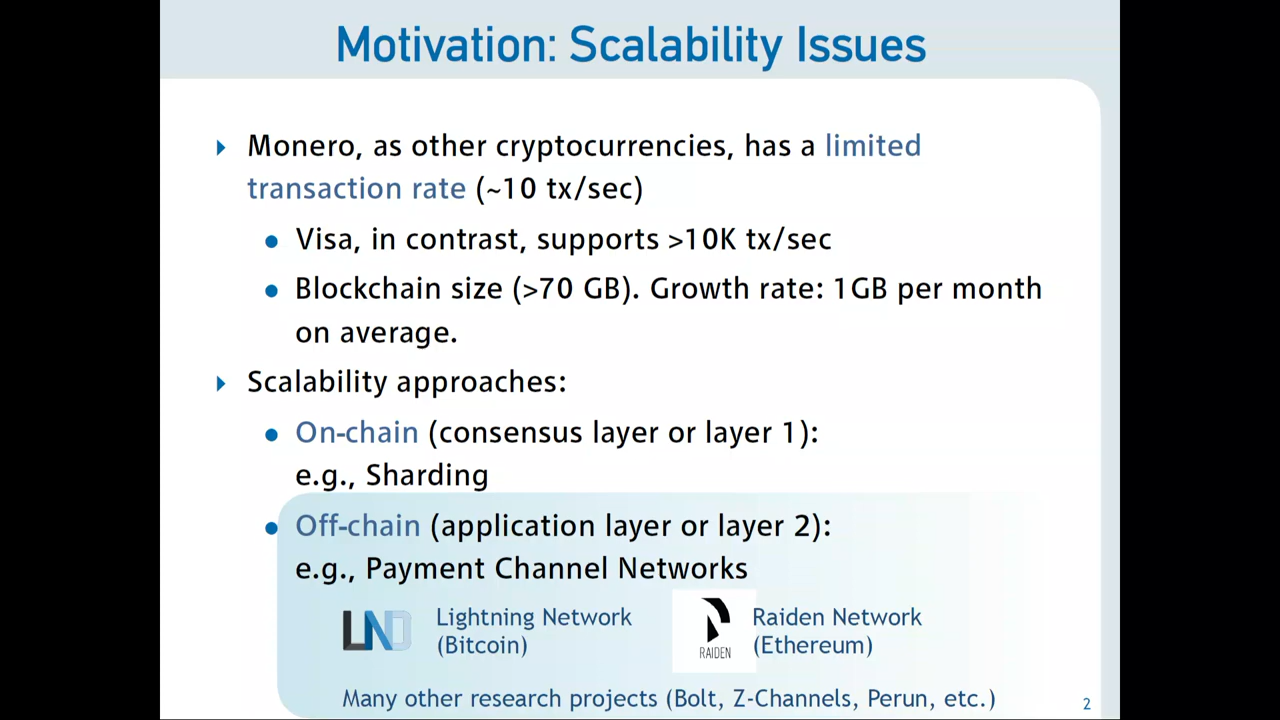 Motivation: Scalability Issues
Monero, as other cryptocurrencies, has a limited
transaction rate (~10 tx/sec)
Visa, in contrast, supports >10K tx/sec
Blockchain size (>70 GB). Growth rate: 1GB per month
on average.
Scalability approaches:
On-chain (consensus layer or layer 1):
e.g., Sharding
Off-chain (application layer or layer 2):
e.g., Payment Channel Networks
LND
Lightning Network
(Bitcoin)
RAIDEN
Raiden Network
(Ethereum)
Many other research projects (Bolt, Z-Channels, Perun, etc.)
2